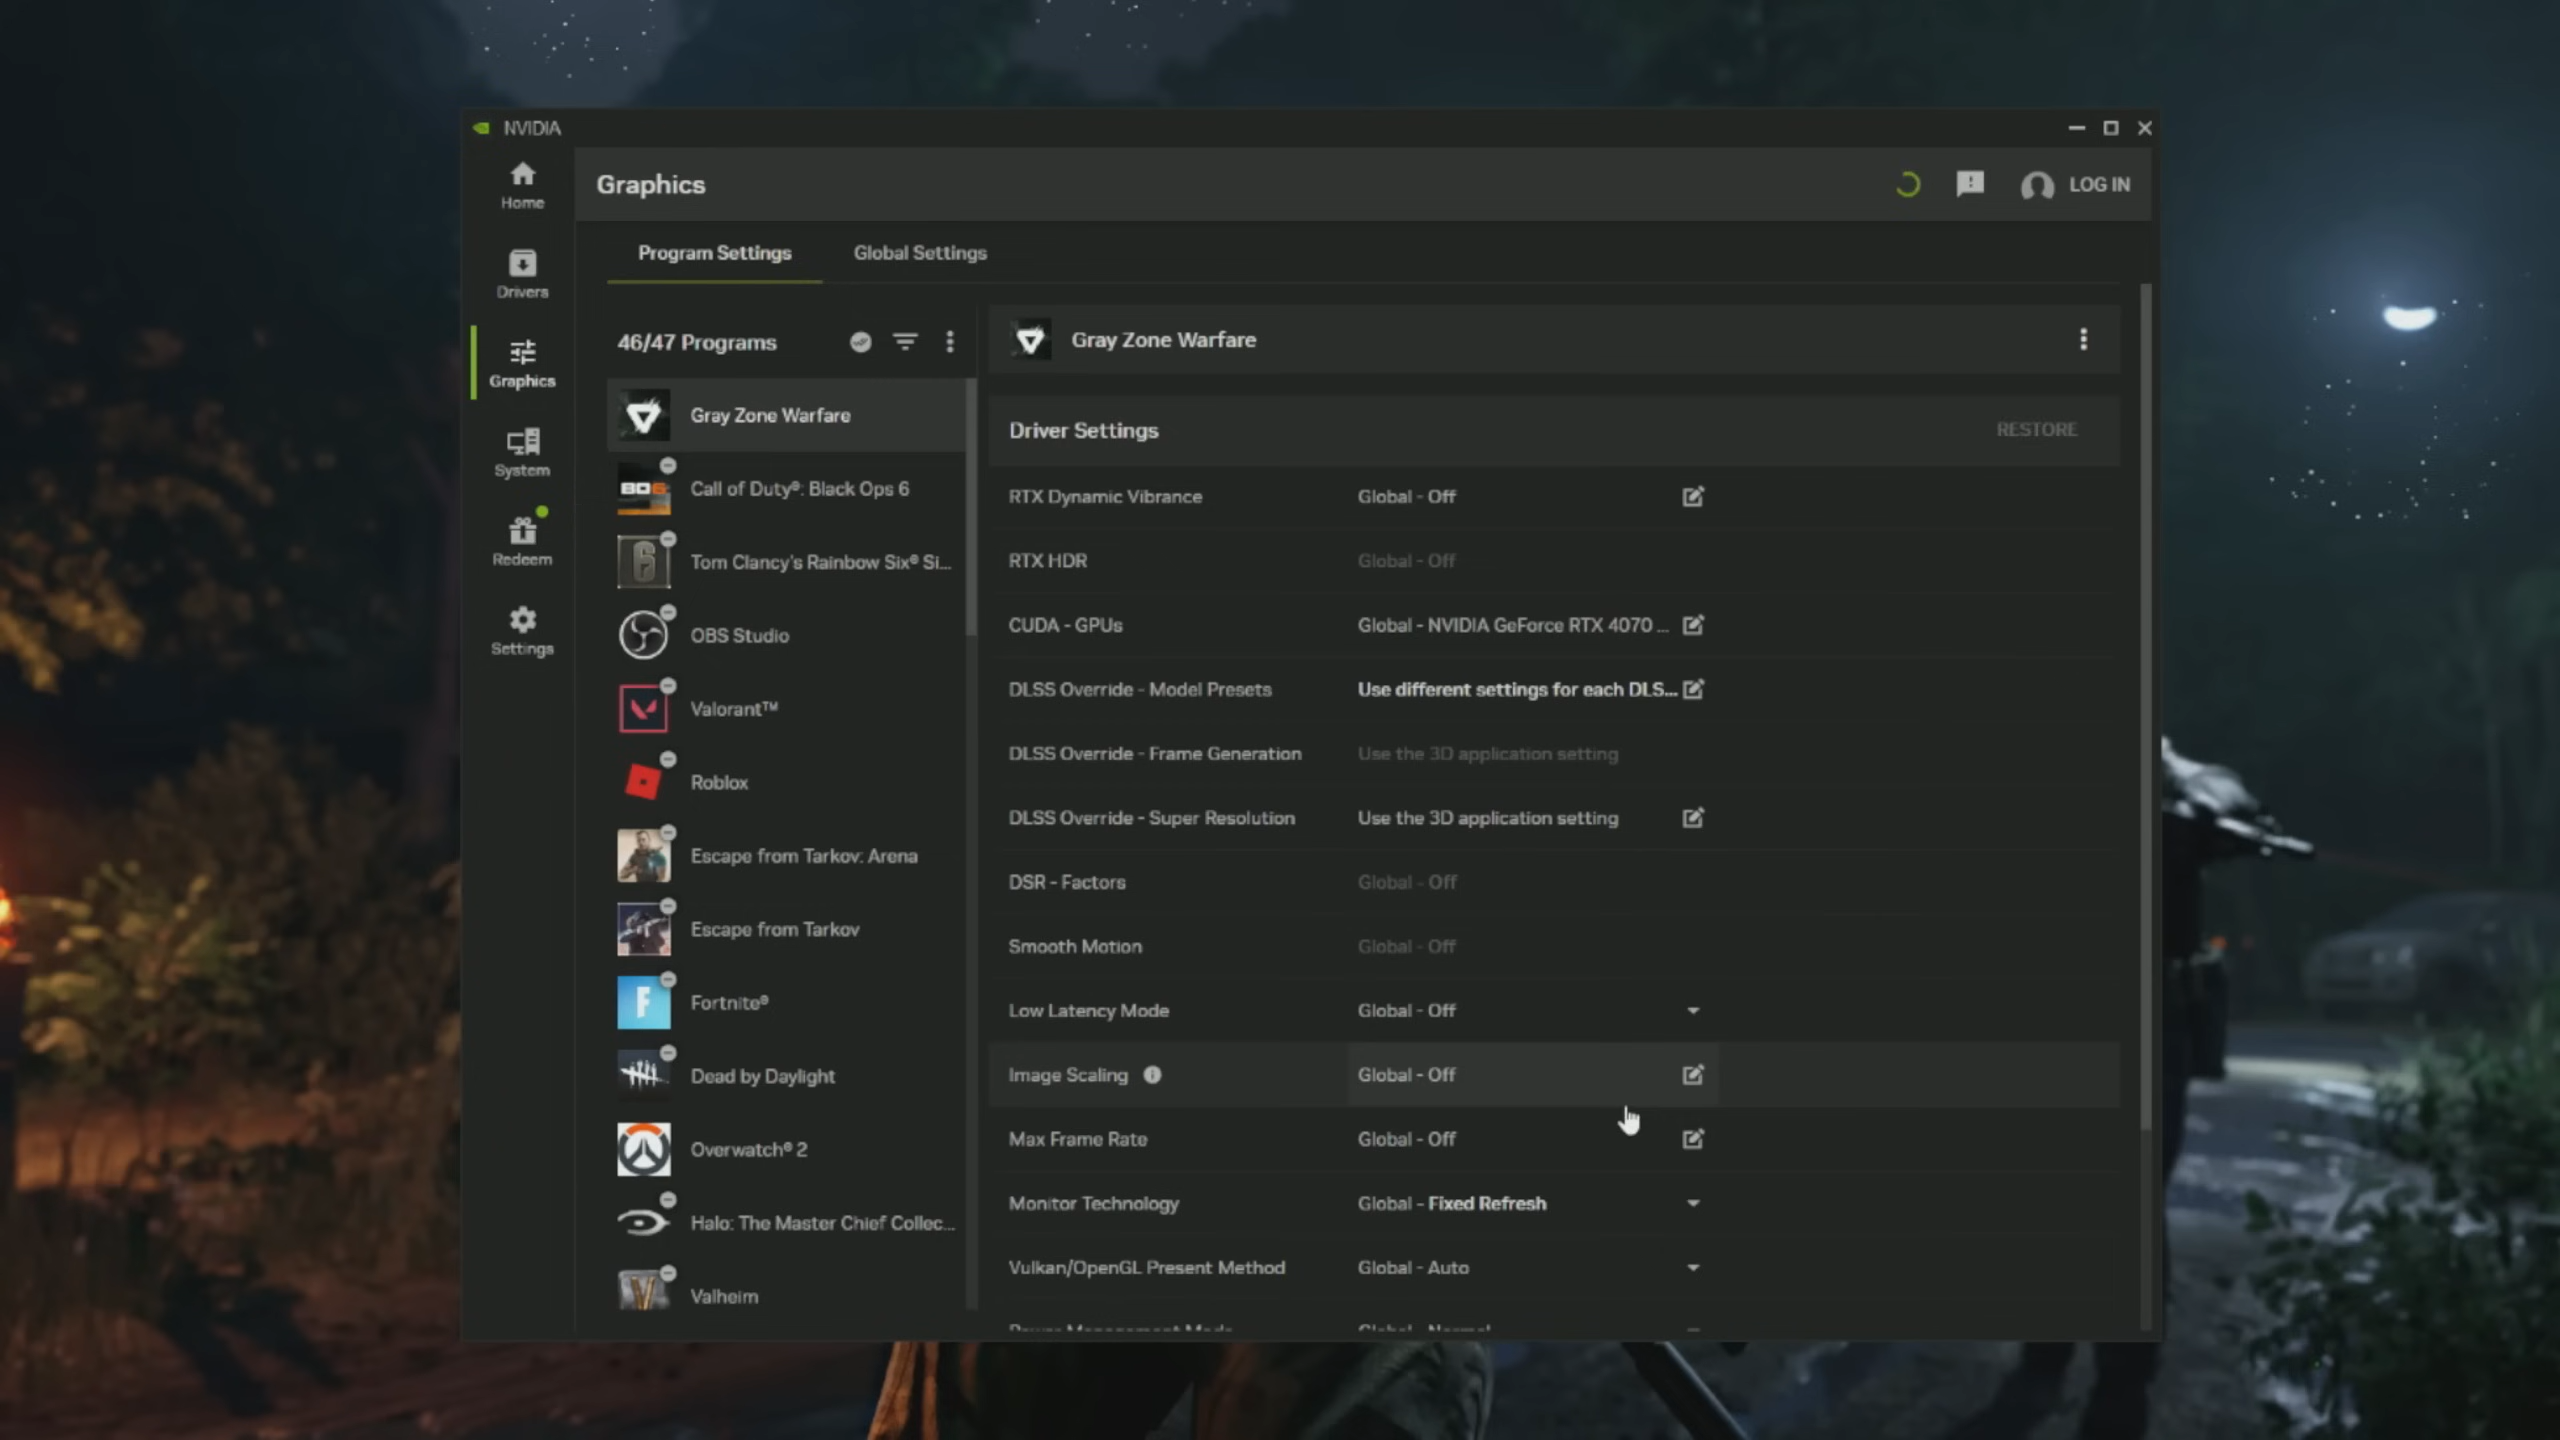 NVIDIA
Home
Drivers
Graphics
System
Redeem
Settings
Graphics
LOG IN
Program Settings
Global Settings
46/47 Programs
Gray Zone Warfare
BO6
Call of Duty®: Black Ops 6
6
Tom Clancy's Rainbow Six® Si...
OBS Studio
Valorant™
Roblox
Escape from Tarkov: Arena
Escape from Tarkov
F
Fortnite®
Dead by Daylight
Overwatch® 2
Halo: The Master Chief Collec...
V
Valheim
Gray Zone Warfare
Driver Settings
RESTORE
RTX Dynamic Vibrance Global - Off
RTX HDR Global - Off
CUDA - GPUs Global - NVIDIA GeForce RTX 4070 ...
DLSS Override - Model Presets Use different settings for each DLS...
DLSS Override - Frame Generation Use the 3D application setting
DLSS Override - Super Resolution Use the 3D application setting
DSR - Factors Global - Off
Smooth Motion Global - Off
Low Latency Mode Global - Off
Image Scaling Global - Off
Max Frame Rate Global - Off
Monitor Technology Global - Fixed Refresh
Vulkan/OpenGL Present Method Global - Auto
Power Management Mode Global - Normal